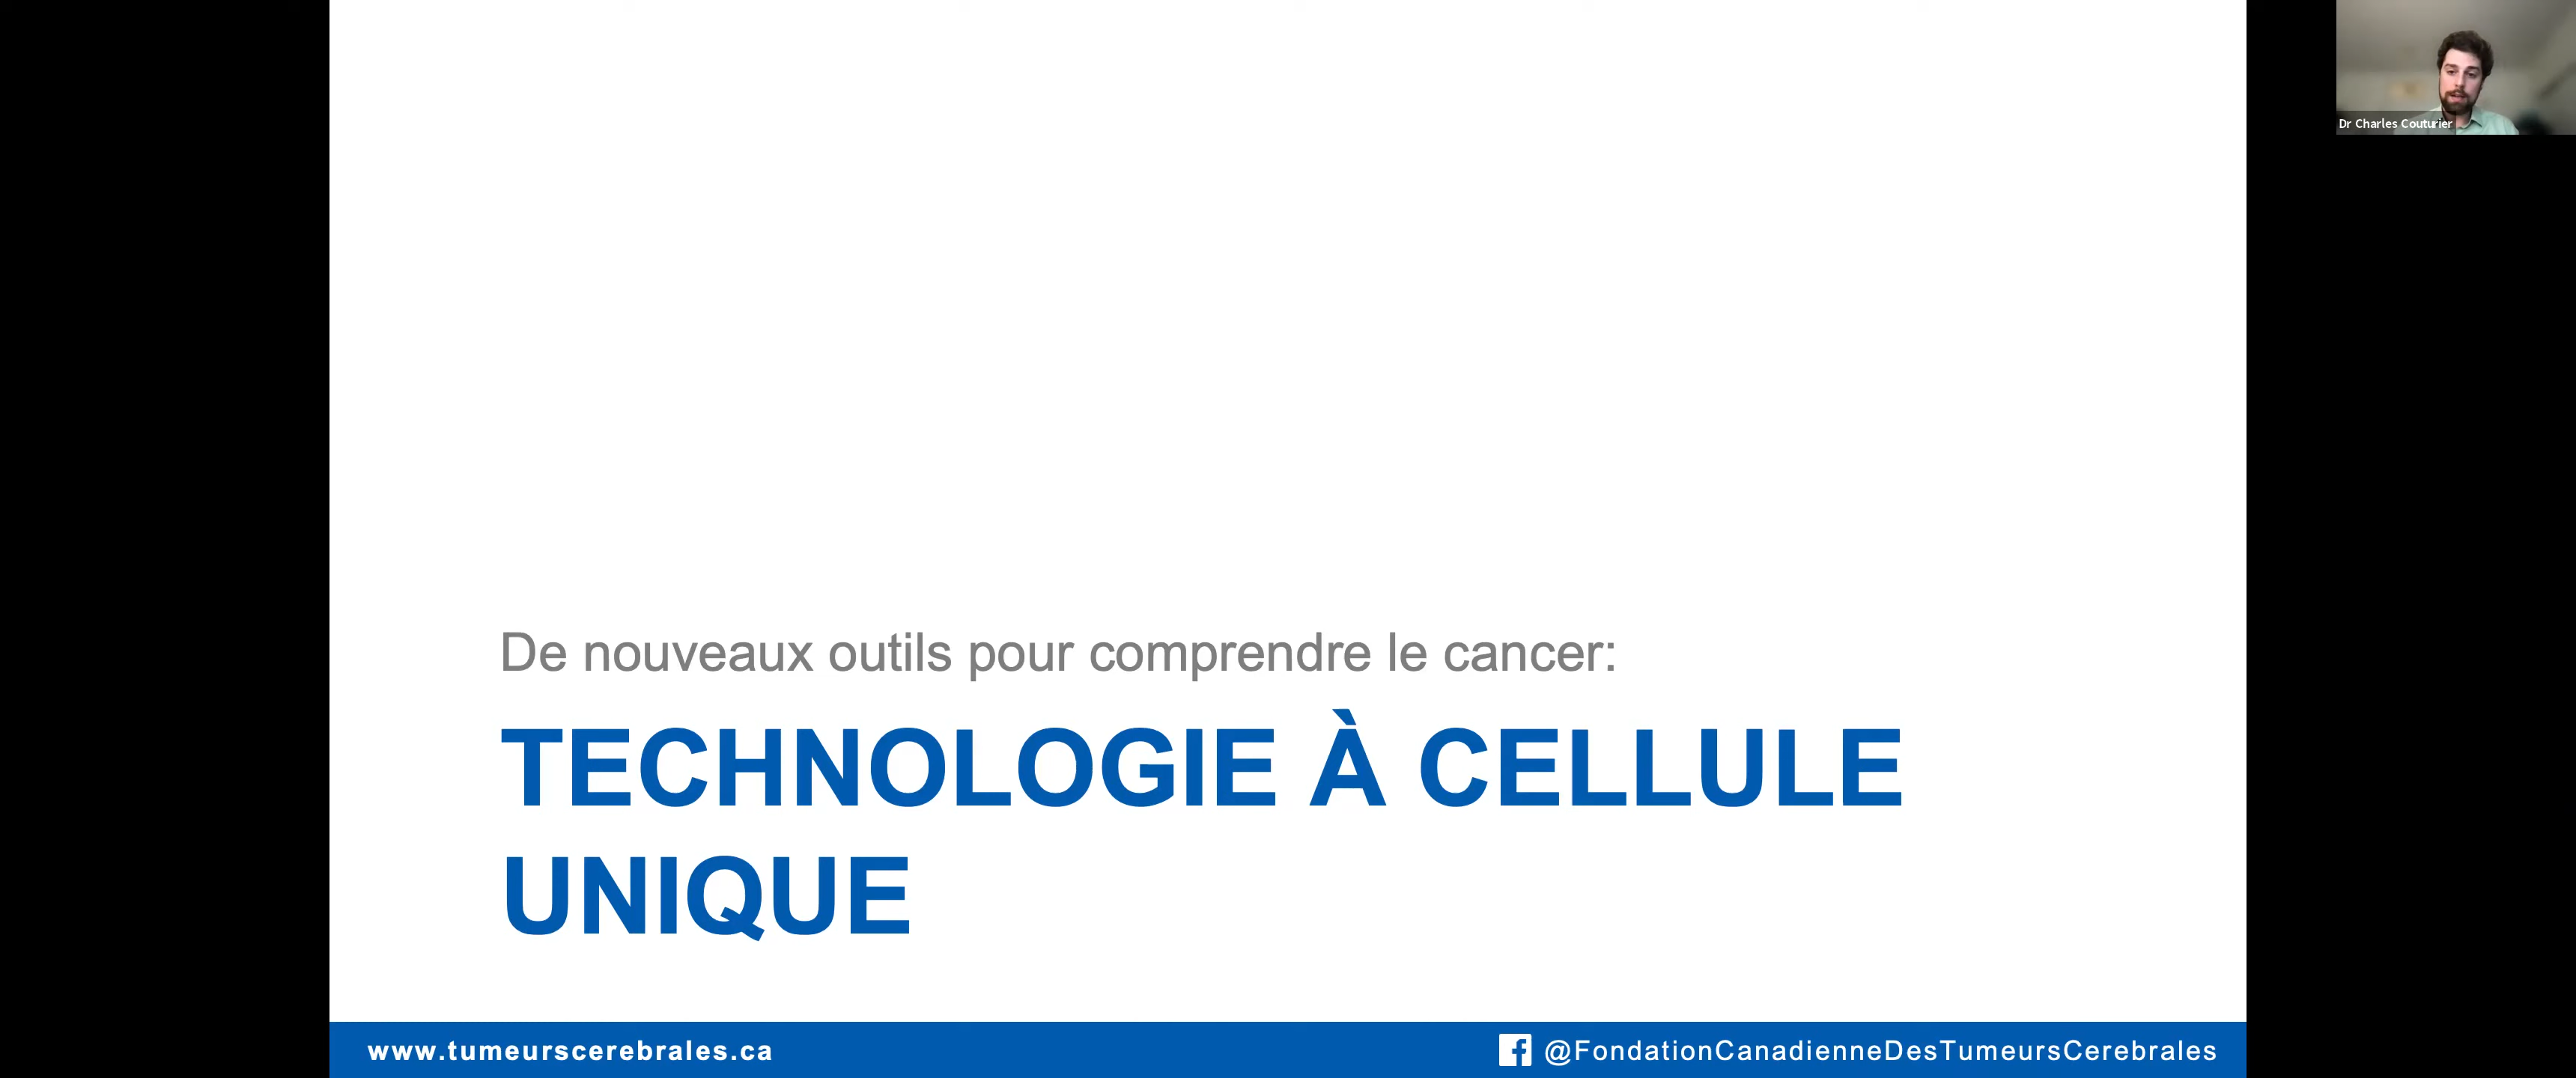 Dr Charles Couturier
De nouveaux outils pour comprendre le cancer:
TECHNOLOGIE À CELLULE
UNIQUE
www.tumeurscerebrales.ca
@FondationCanadienneDesTumeursCerebrales